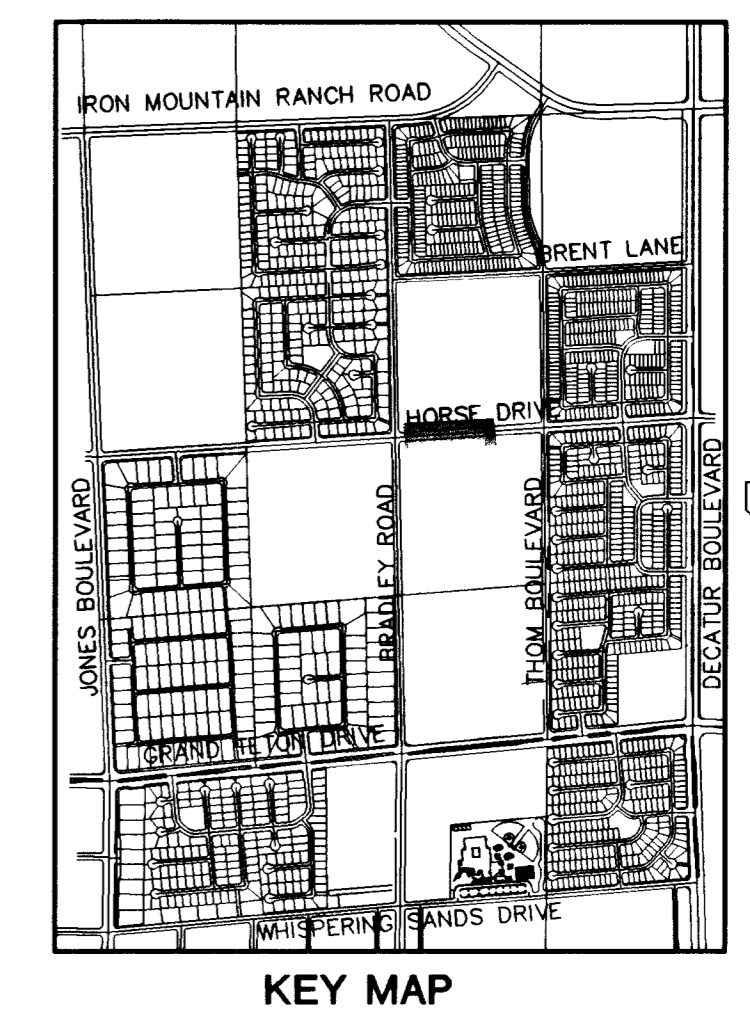 IRON MOUNTAIN RANCH ROAD
BRENT LANE
HORSE DRIVE
JONES BOULEVARD
BRADLEY ROAD
THOM BOULEVARD
DECATUR BOULEVARD
GRAND TETON DRIVE
WHISPERING SANDS DRIVE
KEY MAP